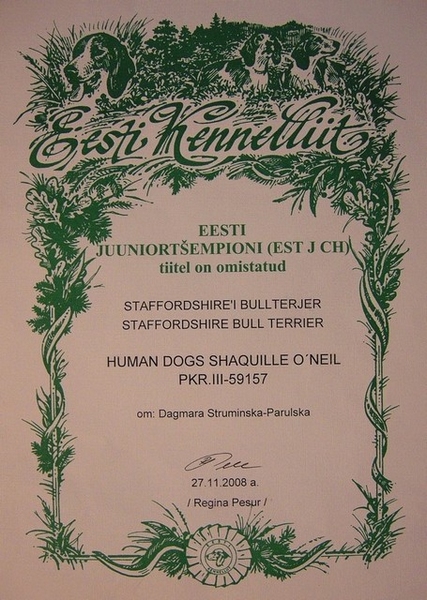 Eesti Kennelliit
EESTI
JUUNIORTŠEMPIONI (EST J CH)
tiitel on omistatud
STAFFORDSHIRE'I BULLTERJER
STAFFORDSHIRE BULL TERRIER
HUMAN DOGS SHAQUILLE O´NEIL
PKR.III-59157
om: Dagmara Struminska-Parulska
27.11.2008 a.
/ Regina Pesur /